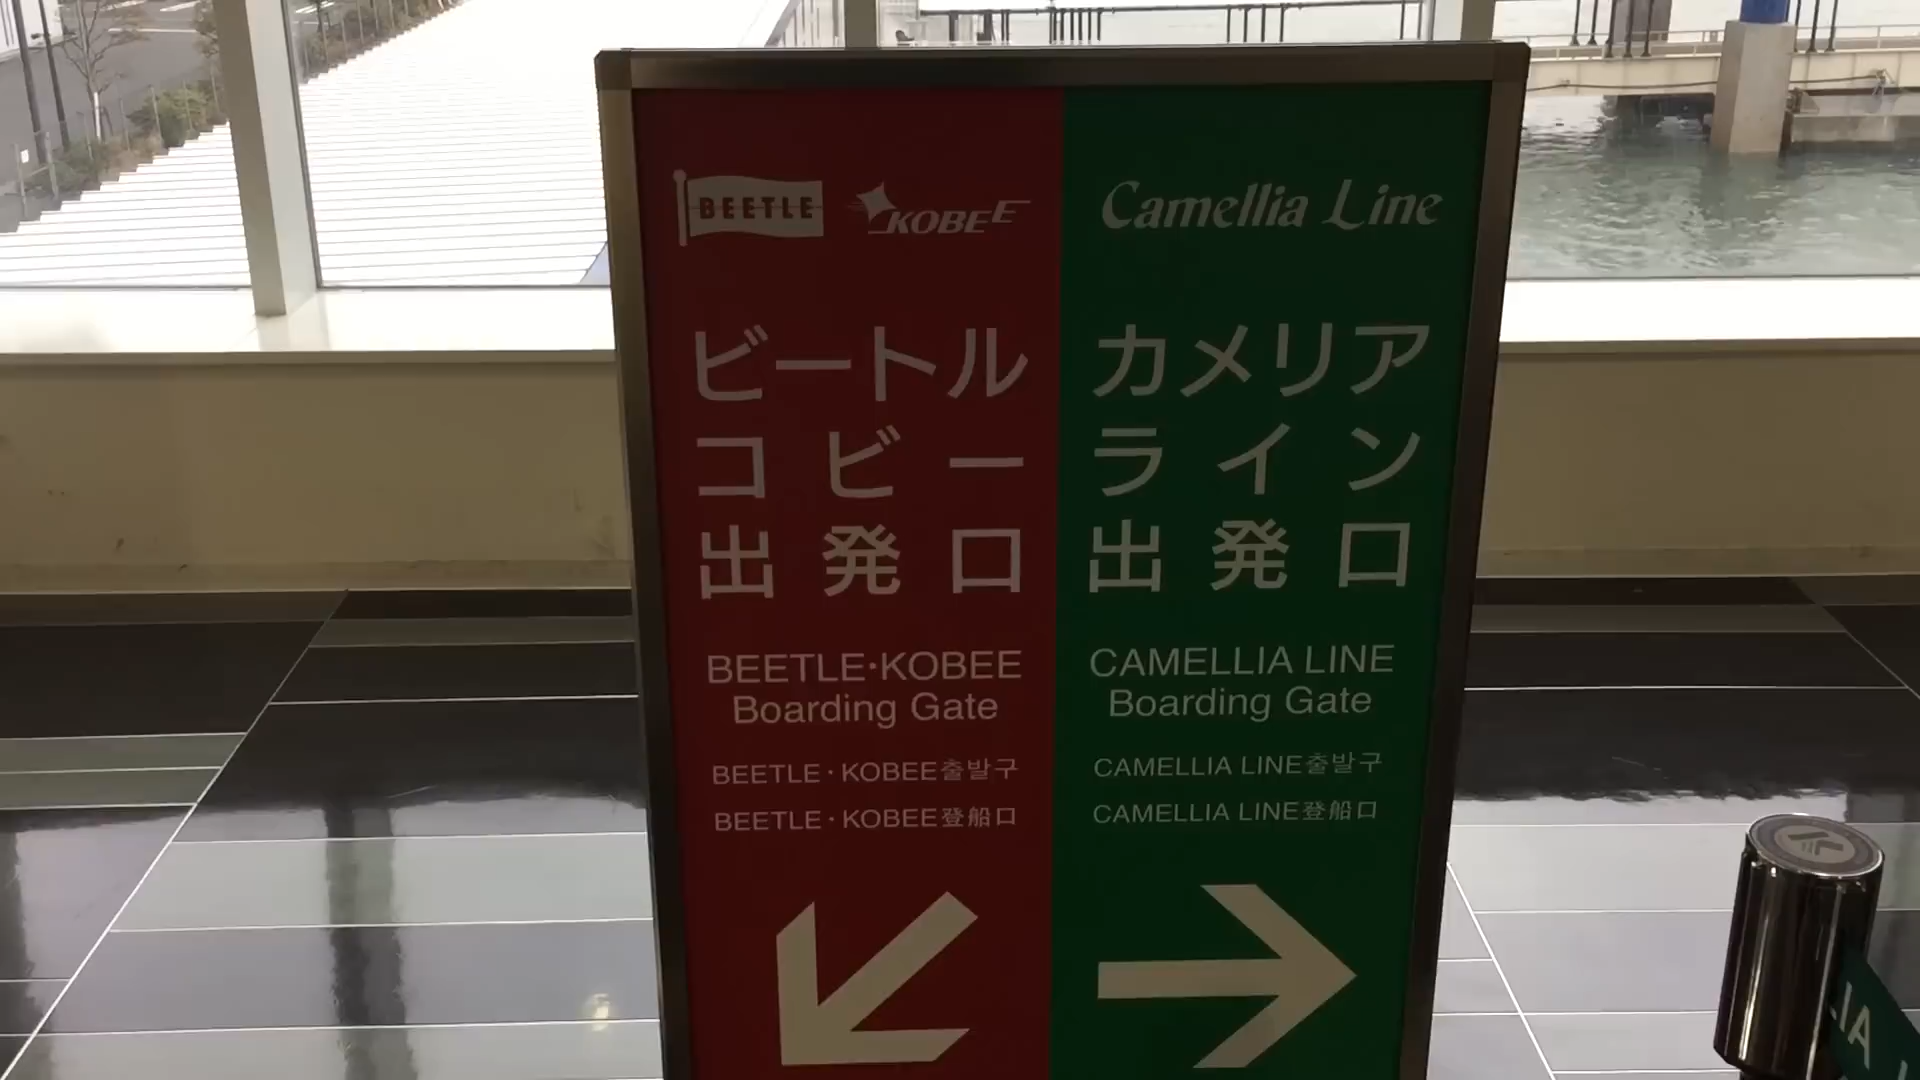 BEETLE KOBEE
ビートル
コビー
出発口
BEETLE・KOBEE
Boarding Gate
BEETLE・KOBEE출발구
BEETLE・KOBEE登船口
Camellia Line
カメリア
ライン
出発口
CAMELLIA LINE
Boarding Gate
CAMELLIA LINE출발구
CAMELLIA LINE登船口